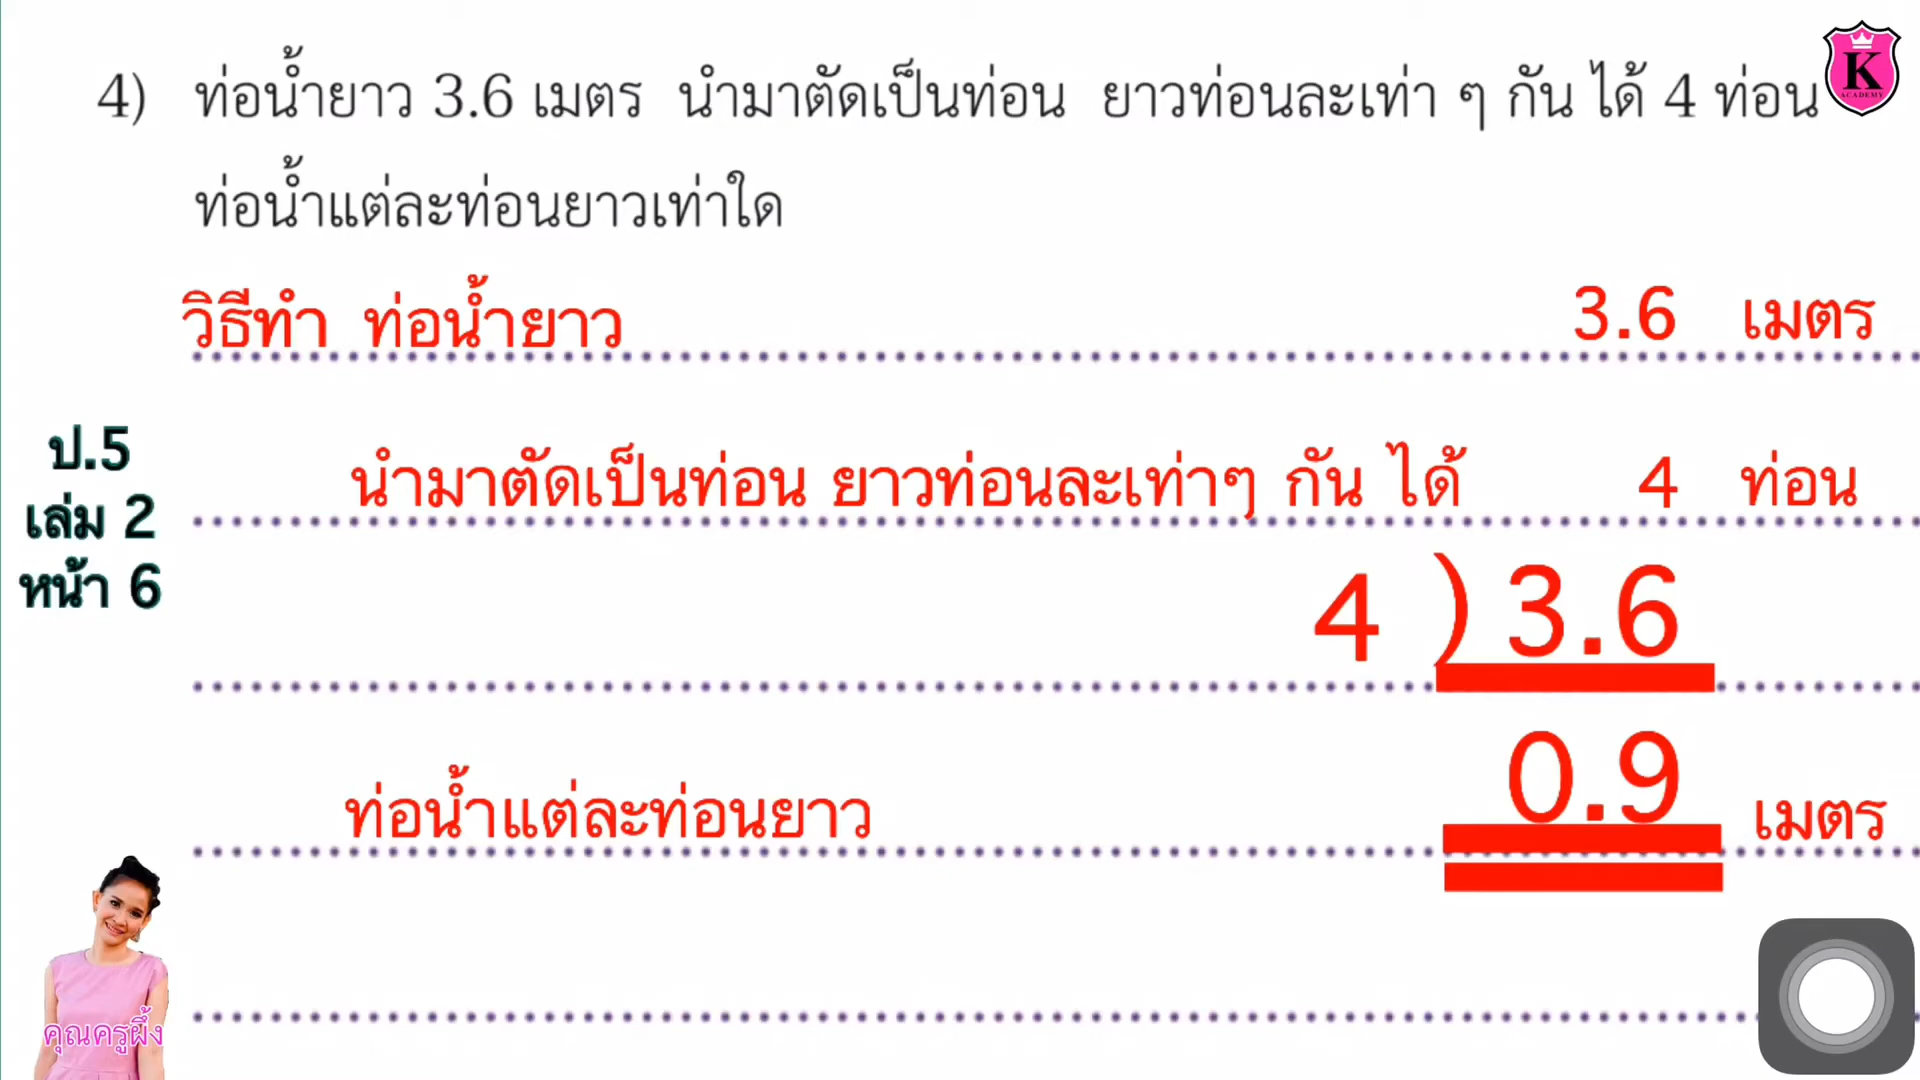 K
ACADEMY
4) ท่อน้ำยาว 3.6 เมตร นำมาตัดเป็นท่อน ยาวท่อนละเท่า ๆ กัน ได้ 4 ท่อน
ท่อน้ำแต่ละท่อนยาวเท่าใด
วิธีทำ ท่อน้ำยาว 3.6 เมตร
นำมาตัดเป็นท่อน ยาวท่อนละเท่าๆ กัน ได้ 4 ท่อน
4 ) 3.6
ท่อน้ำแต่ละท่อนยาว 0.9 เมตร
ป.5
เล่ม 2
หน้า 6
คุณครูผึ้ง